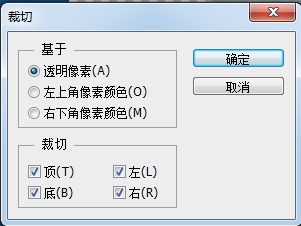 裁切
基于
透明像素(A)
左上角像素颜色(O)
右下角像素颜色(M)
确定
取消
裁切
顶(T) 左(L)
底(B) 右(R)